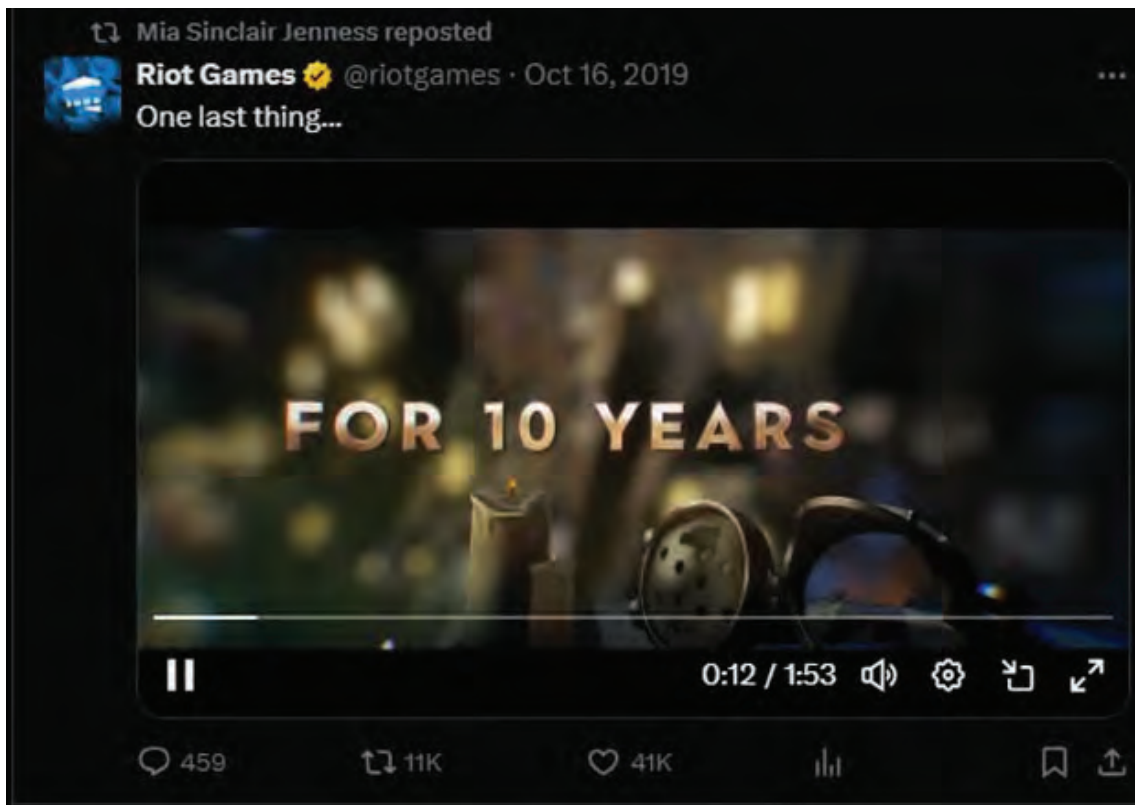 Mia Sinclair Jenness reposted
Riot Games @riotgames · Oct 16, 2019
One last thing...
FOR 10 YEARS
0:12 / 1:53
459 11K 41K